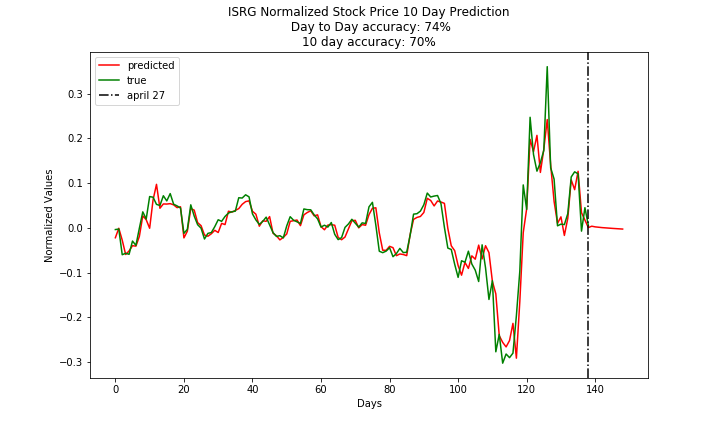 ISRG Normalized Stock Price 10 Day Prediction
Day to Day accuracy: 74%
10 day accuracy: 70%
predicted
true
april 27
Normalized Values
0.3
0.2
0.1
0.0
−0.1
−0.2
−0.3
0 20 40 60 80 100 120 140
Days